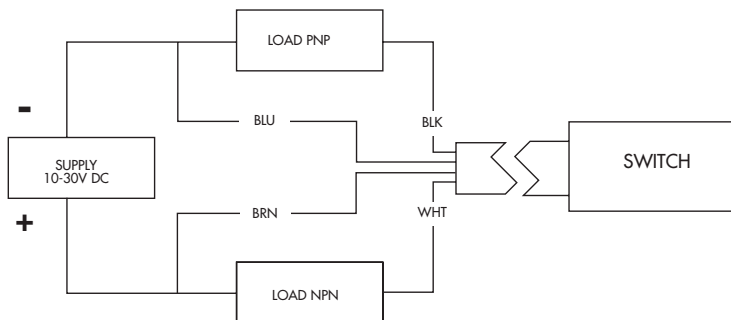 LOAD PNP
-
BLU
BLK
SUPPLY
10-30V DC
SWITCH
+
BRN
WHT
LOAD NPN